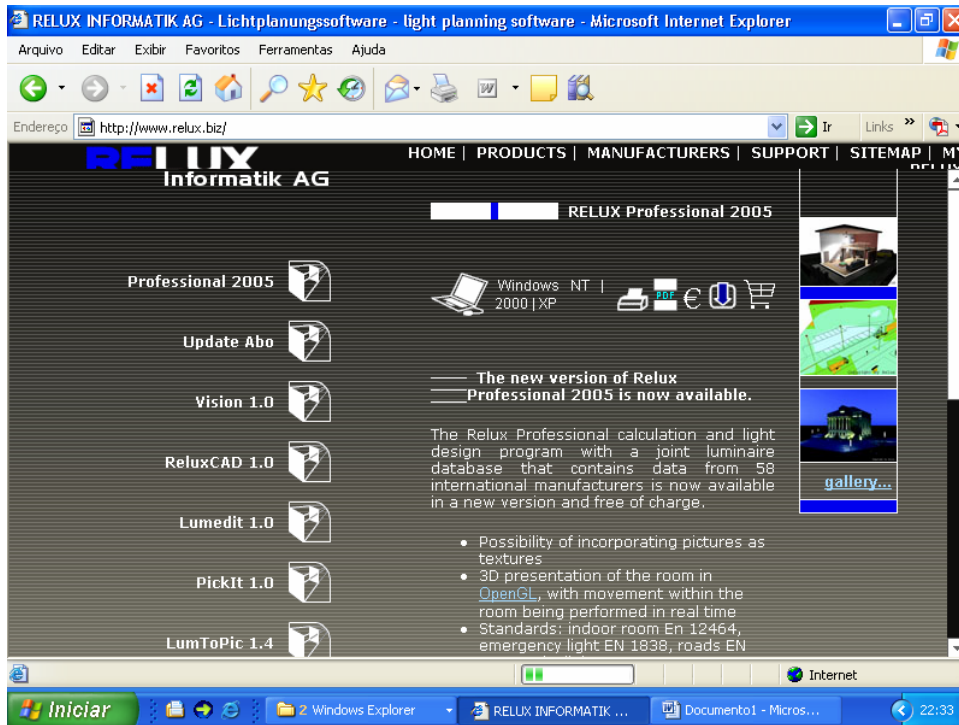 RELUX INFORMATIK AG - Lichtplanungssoftware - light planning software - Microsoft Internet Explorer
Arquivo Editar Exibir Favoritos Ferramentas Ajuda
Endereço http://www.relux.biz/ Ir Links »
RELUX
Informatik AG
HOME | PRODUCTS | MANUFACTURERS | SUPPORT | SITEMAP | MY
RELUX Professional 2005
Professional 2005
Update Abo
Vision 1.0
ReluxCAD 1.0
Lumedit 1.0
PickIt 1.0
LumToPic 1.4
Windows NT |
2000 | XP
PDF
The new version of Relux
Professional 2005 is now available.
The Relux Professional calculation and light
design program with a joint luminaire
database that contains data from 58
international manufacturers is now available
in a new version and free of charge.
• Possibility of incorporating pictures as
textures
• 3D presentation of the room in
OpenGL, with movement within the
room being performed in real time
• Standards: indoor room En 12464,
emergency light EN 1838, roads EN
gallery...
Internet
Iniciar 2 Windows Explorer RELUX INFORMATIK ... Documento1 - Micros... 22:33